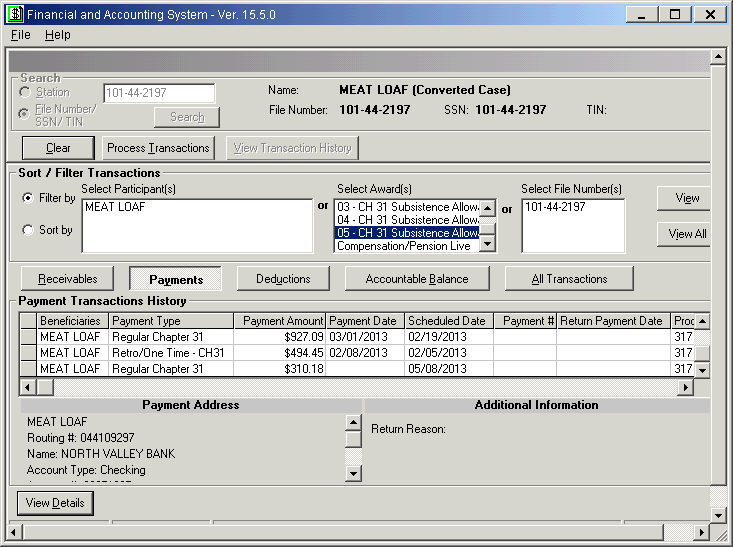 Financial and Accounting System - Ver. 15.5.0
File Help
Search
Station 101-44-2197
File Number/ SSN/ TIN
Search
Name: MEAT LOAF (Converted Case)
File Number: 101-44-2197 SSN: 101-44-2197 TIN:
Clear Process Transactions View Transaction History
Sort / Filter Transactions
Filter by
Sort by
Select Participant(s)
MEAT LOAF
or
Select Award(s)
03 - CH 31 Subsistence Allow
04 - CH 31 Subsistence Allow
05 - CH 31 Subsistence Allow
Compensation/Pension Live
or
Select File Number(s)
101-44-2197
View
View All
Receivables Payments Deductions Accountable Balance All Transactions
Payment Transactions History
Beneficiaries Payment Type Payment Amount Payment Date Scheduled Date Payment # Return Payment Date Proc
MEAT LOAF Regular Chapter 31 $927.09 03/01/2013 02/19/2013 317
MEAT LOAF Retro/One Time - CH31 $494.45 02/08/2013 02/05/2013 317
MEAT LOAF Regular Chapter 31 $310.18 05/08/2013 317
Payment Address
MEAT LOAF
Routing #: 044109297
Name: NORTH VALLEY BANK
Account Type: Checking
Additional Information
Return Reason:
View Details